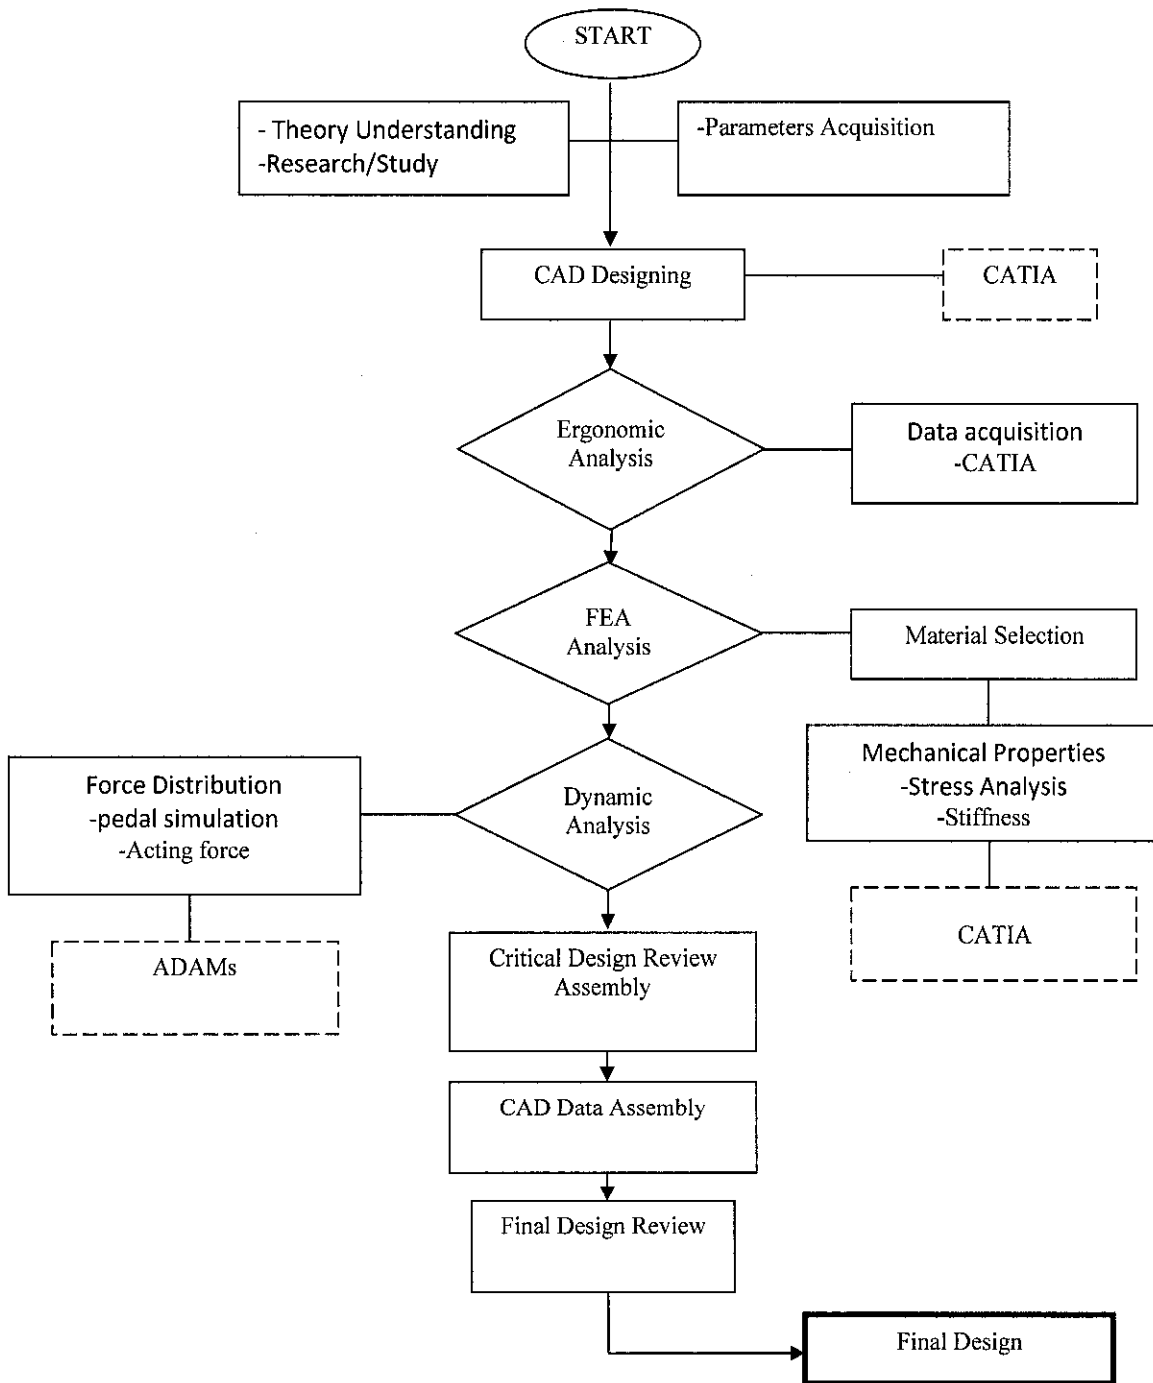 START
- Theory Understanding
-Research/Study
-Parameters Acquisition
CAD Designing
CATIA
Ergonomic
Analysis
Data acquisition
-CATIA
FEA
Analysis
Material Selection
Mechanical Properties
-Stress Analysis
-Stiffness
CATIA
Dynamic
Analysis
Force Distribution
-pedal simulation
-Acting force
ADAMs
Critical Design Review
Assembly
CAD Data Assembly
Final Design Review
Final Design